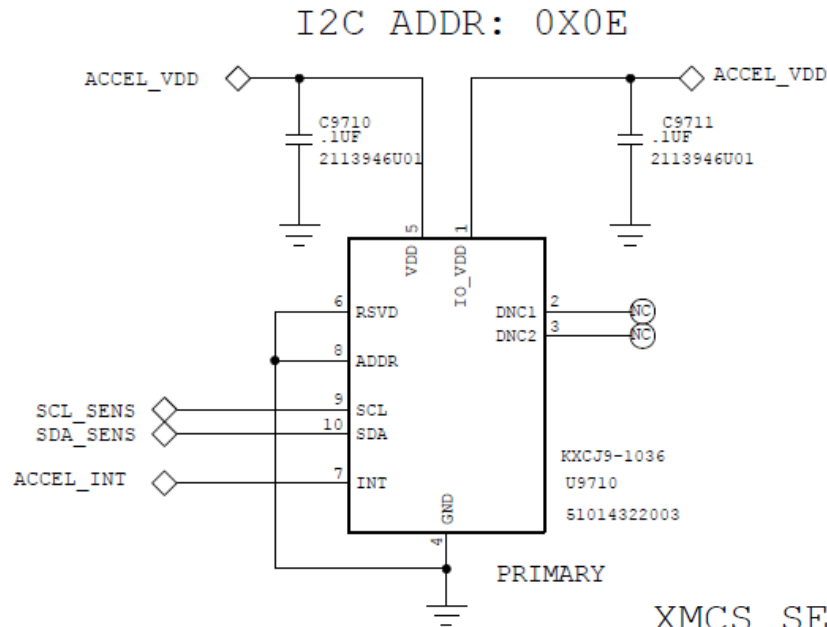 I2C ADDR: 0X0E
ACCEL_VDD
ACCEL_VDD
C9710
.1UF
2113946U01
C9711
.1UF
2113946U01
5
1
VDD
IO_VDD
6
RSVD
DNC1
2
NC
DNC2
3
NC
8
ADDR
SCL_SENS
9
SCL
SDA_SENS
10
SDA
ACCEL_INT
7
INT
KXCJ9-1036
U9710
51014322003
GND
4
PRIMARY
XMCS SE